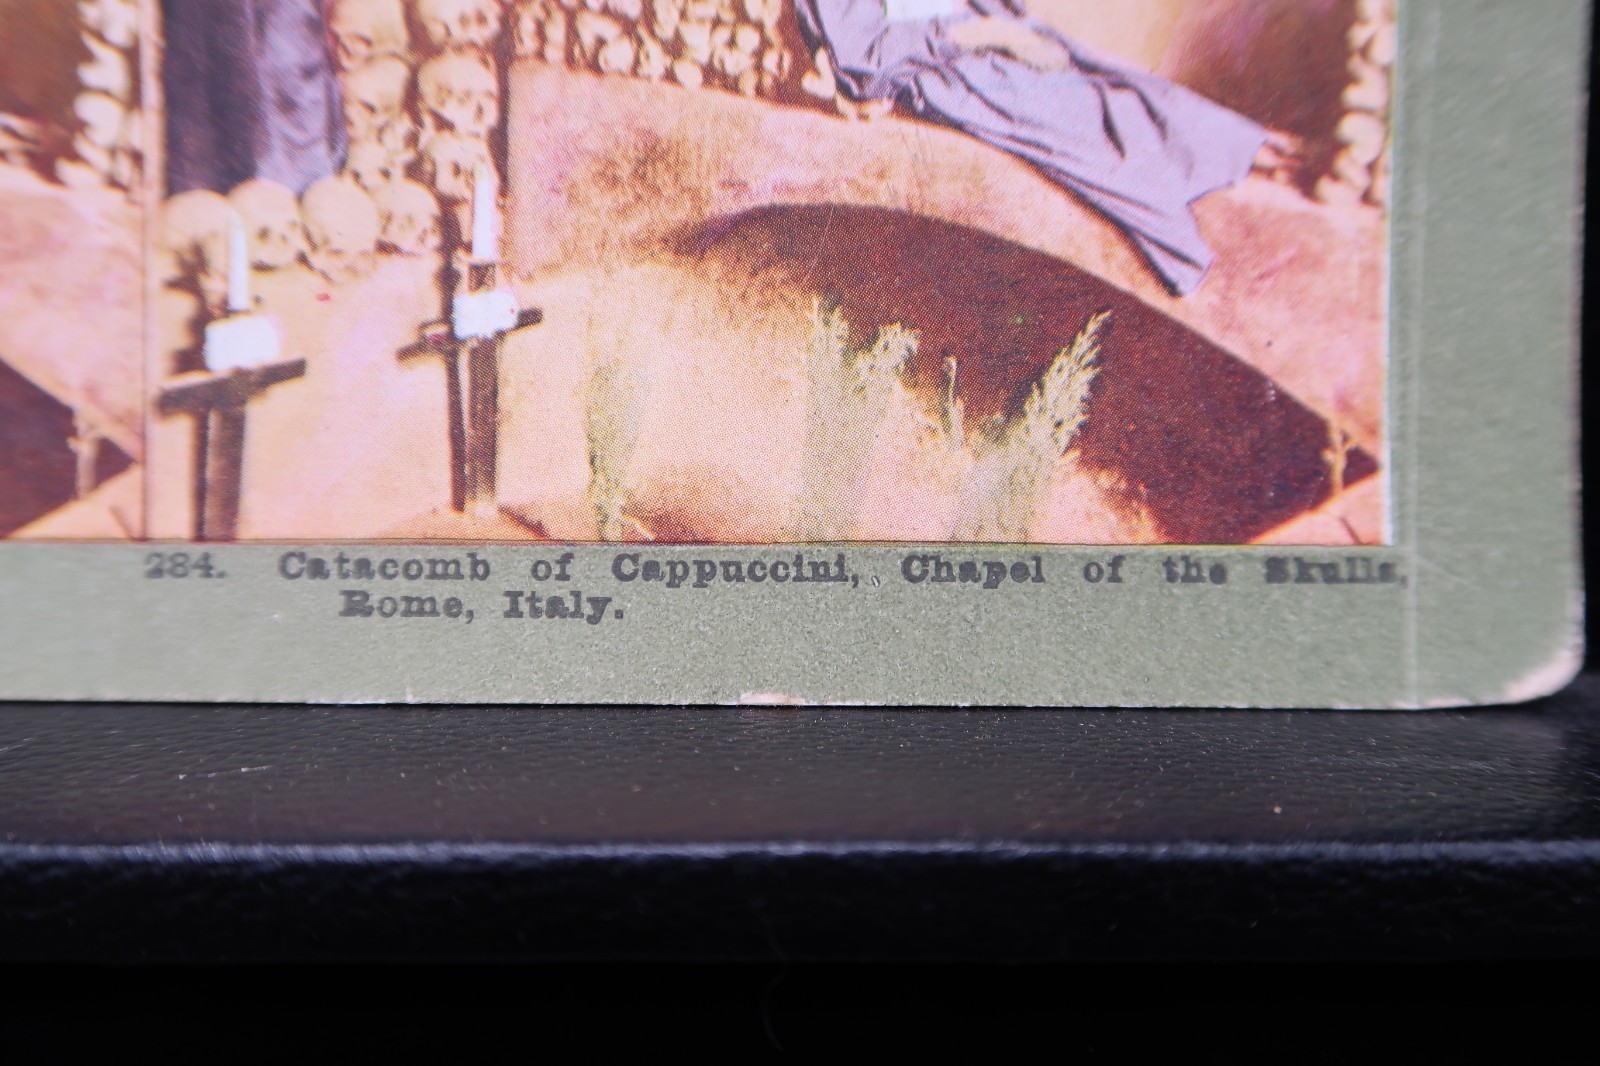 284. Catacomb of Cappuccini, Chapel of the Skulls,
Rome, Italy.